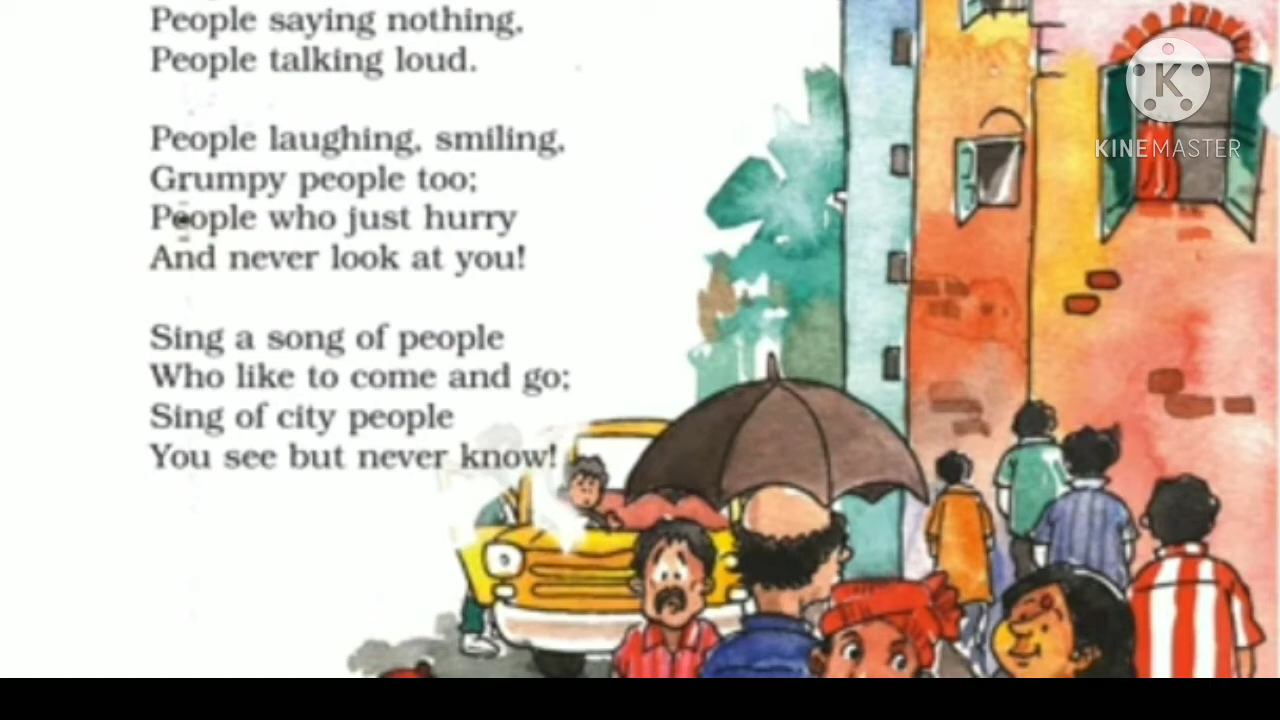 People saying nothing,
People talking loud.
People laughing, smiling,
Grumpy people too;
People who just hurry
And never look at you!
Sing a song of people
Who like to come and go;
Sing of city people
You see but never know!
K
KINEMASTER